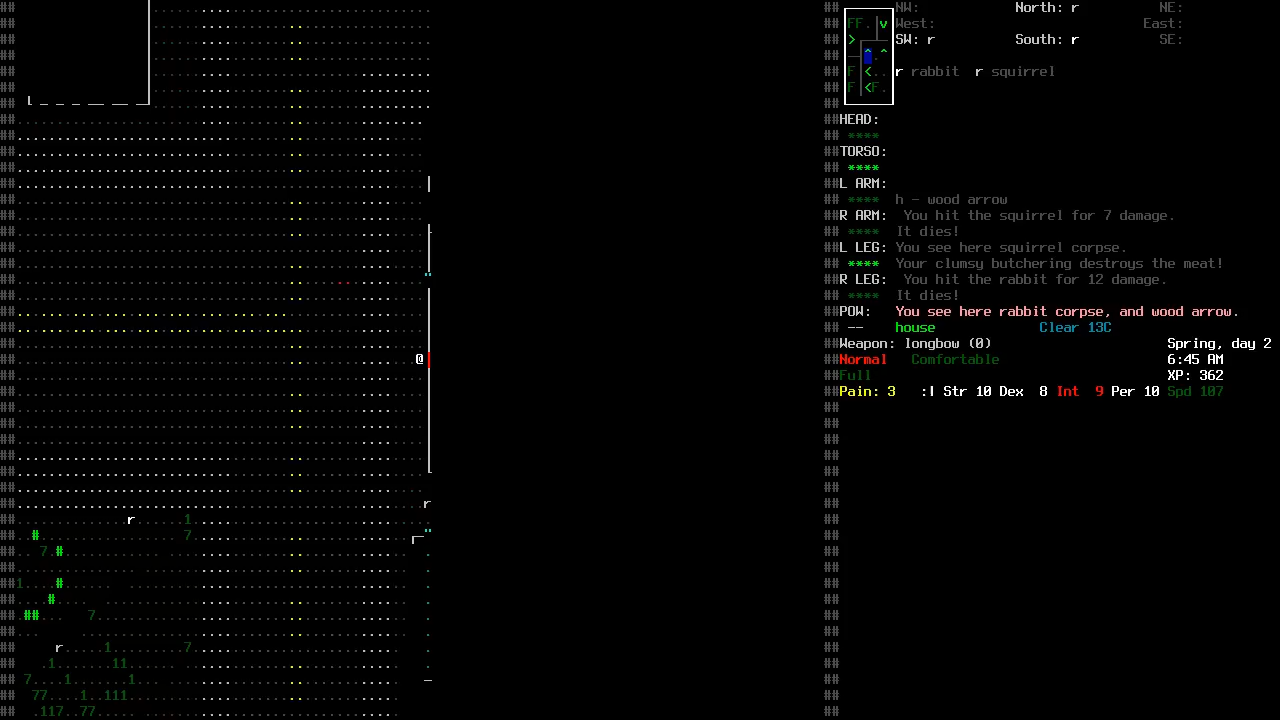 NW: North: r NE:
West: East:
SW: r South: r SE:
r rabbit r squirrel
HEAD:
****
TORSO:
****
L ARM:
**** h - wood arrow
R ARM: You hit the squirrel for 7 damage.
**** It dies!
L LEG: You see here squirrel corpse.
**** Your clumsy butchering destroys the meat!
R LEG: You hit the rabbit for 12 damage.
**** It dies!
POW: You see here rabbit corpse, and wood arrow.
-- house Clear 13C
Weapon: longbow (0) Spring, day 2
Normal Comfortable 6:45 AM
Full XP: 362
Pain: 3 :| Str 10 Dex 8 Int 9 Per 10 Spd 107